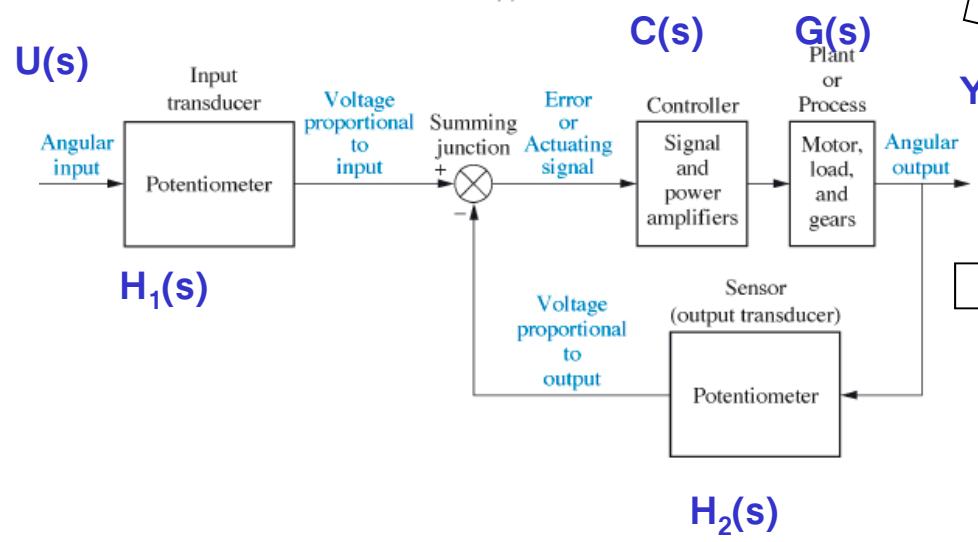 C(s)
G(s)
U(s)
Y
Input
transducer
Plant
or
Process
Voltage
proportional
to
input
Summing
junction
Error
or
Actuating
signal
Controller
Angular
input
Potentiometer
+
−
Signal
and
power
amplifiers
Motor,
load,
and
gears
Angular
output
H₁(s)
Voltage
proportional
to
output
Sensor
(output transducer)
Potentiometer
H₂(s)